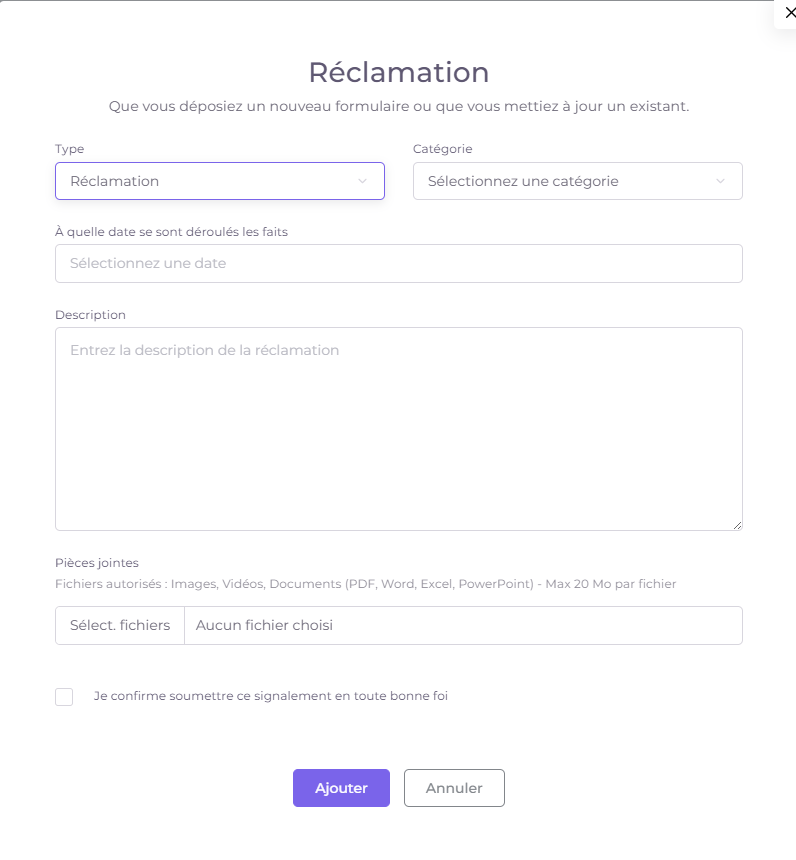 Réclamation
Que vous déposiez un nouveau formulaire ou que vous mettiez à jour un existant.
Type
Catégorie
Réclamation
Sélectionnez une catégorie
À quelle date se sont déroulés les faits
Sélectionnez une date
Description
Entrez la description de la réclamation
Pièces jointes
Fichiers autorisés : Images, Vidéos, Documents (PDF, Word, Excel, PowerPoint) - Max 20 Mo par fichier
Sélect. fichiers
Aucun fichier choisi
Je confirme soumettre ce signalement en toute bonne foi
Ajouter
Annuler